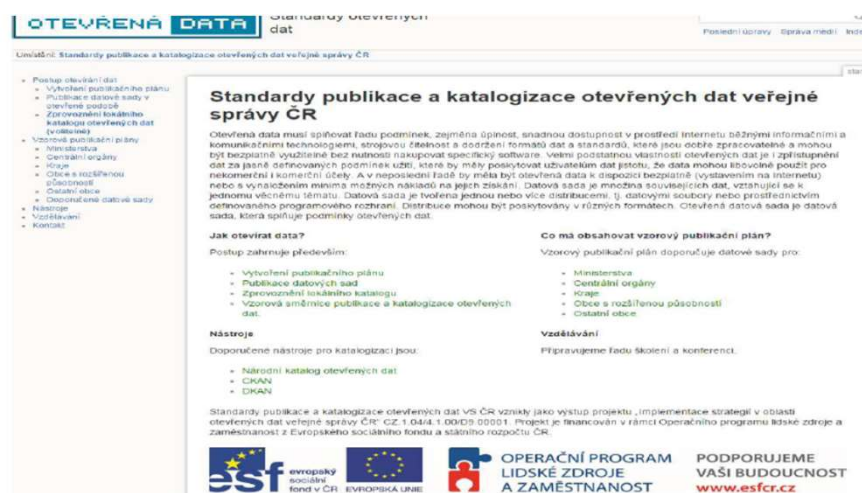 OTEVŘENÁ DATA
Standardy otevřených
dat
Poslední úpravy Správa médií
Umístění: Standardy publikace a katalogizace otevřených dat veřejné správy ČR
Postup otevírání dat
Vytvoření publikačního plánu
Publikace datové sady v
otevřené podobě
Zprovoznění lokálního
katalogu otevřených dat
(volitelné)
Vzorové publikační plány
Ministerstva
Centrální orgány
Kraje
Obce s rozšířenou
působností
Ostatní obce
Doporučené datové sady
Nástroje
Vzdělávání
Kontakt
Standardy publikace a katalogizace otevřených dat veřejné
správy ČR
Otevřená data musí splňovat řadu podmínek, zejména úplnost, snadnou dostupnost v prostředí Internetu běžnými informačními a
komunikačními technologiemi, strojovou čitelnost a dodržení formátů dat a standardů, které jsou dobře zpracovatelné a mohou
být bezplatně využitelné bez nutnosti nakupovat specifický software. Velmi podstatnou vlastností otevřených dat je i zpřístupnění
dat za jasně definovaných podmínek užití, které by měly poskytovat uživatelům dat jistotu, že data mohou libovolně použít pro
nekomerční i komerční účely. A v neposlední řadě by měla být otevřená data k dispozici bezplatně (vystavením na Internetu)
nebo s vynaložením minima možných nákladů na jejich získání. Datová sada je množina souvisejících dat, vztahující se k
jednomu věcnému tématu. Datová sada je tvořena jednou nebo více distribucemi, tj. datovými soubory nebo prostřednictvím
definovaného programového rozhraní. Distribuce mohou být poskytovány v různých formátech. Otevřená datová sada je datová
sada, která splňuje podmínky otevřených dat.
Jak otevírat data?
Postup zahrnuje především:
Vytvoření publikačního plánu
Publikace datových sad
Zprovoznění lokálního katalogu
Vzorová směrnice publikace a katalogizace otevřených
dat.
Co má obsahovat vzorový publikační plán?
Vzorový publikační plán doporučuje datové sady pro:
Ministerstva
Centrální orgány
Kraje
Obce s rozšířenou působností
Ostatní obce
Nástroje
Doporučené nástroje pro katalogizaci jsou:
Národní katalog otevřených dat
CKAN
DKAN
Vzdělávání
Připravujeme řadu školení a konferencí.
Standardy publikace a katalogizace otevřených dat VS ČR vznikly jako výstup projektu „Implementace strategií v oblasti
otevřených dat veřejné správy ČR“ CZ.1.04/4.1.00/D9.00001. Projekt je financován v rámci Operačního programu lidské zdroje a
zaměstnanost z Evropského sociálního fondu a státního rozpočtu ČR.
esf evropský
sociální
fond v ČR EVROPSKÁ UNIE
OPERAČNÍ PROGRAM
LIDSKÉ ZDROJE
A ZAMĚSTNANOST
PODPORUJEME
VAŠI BUDOUCNOST
www.esfcr.cz